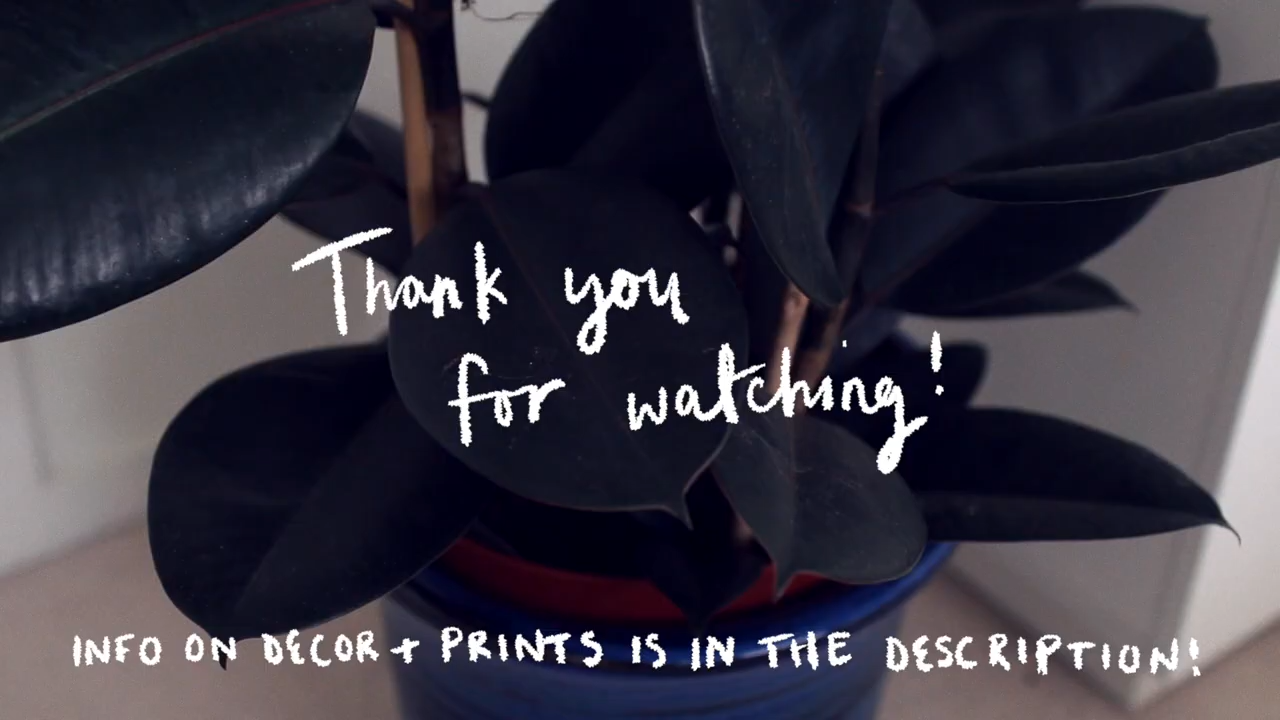 Thank you
for watching!
INFO ON DECOR + PRINTS IS IN THE DESCRIPTION!